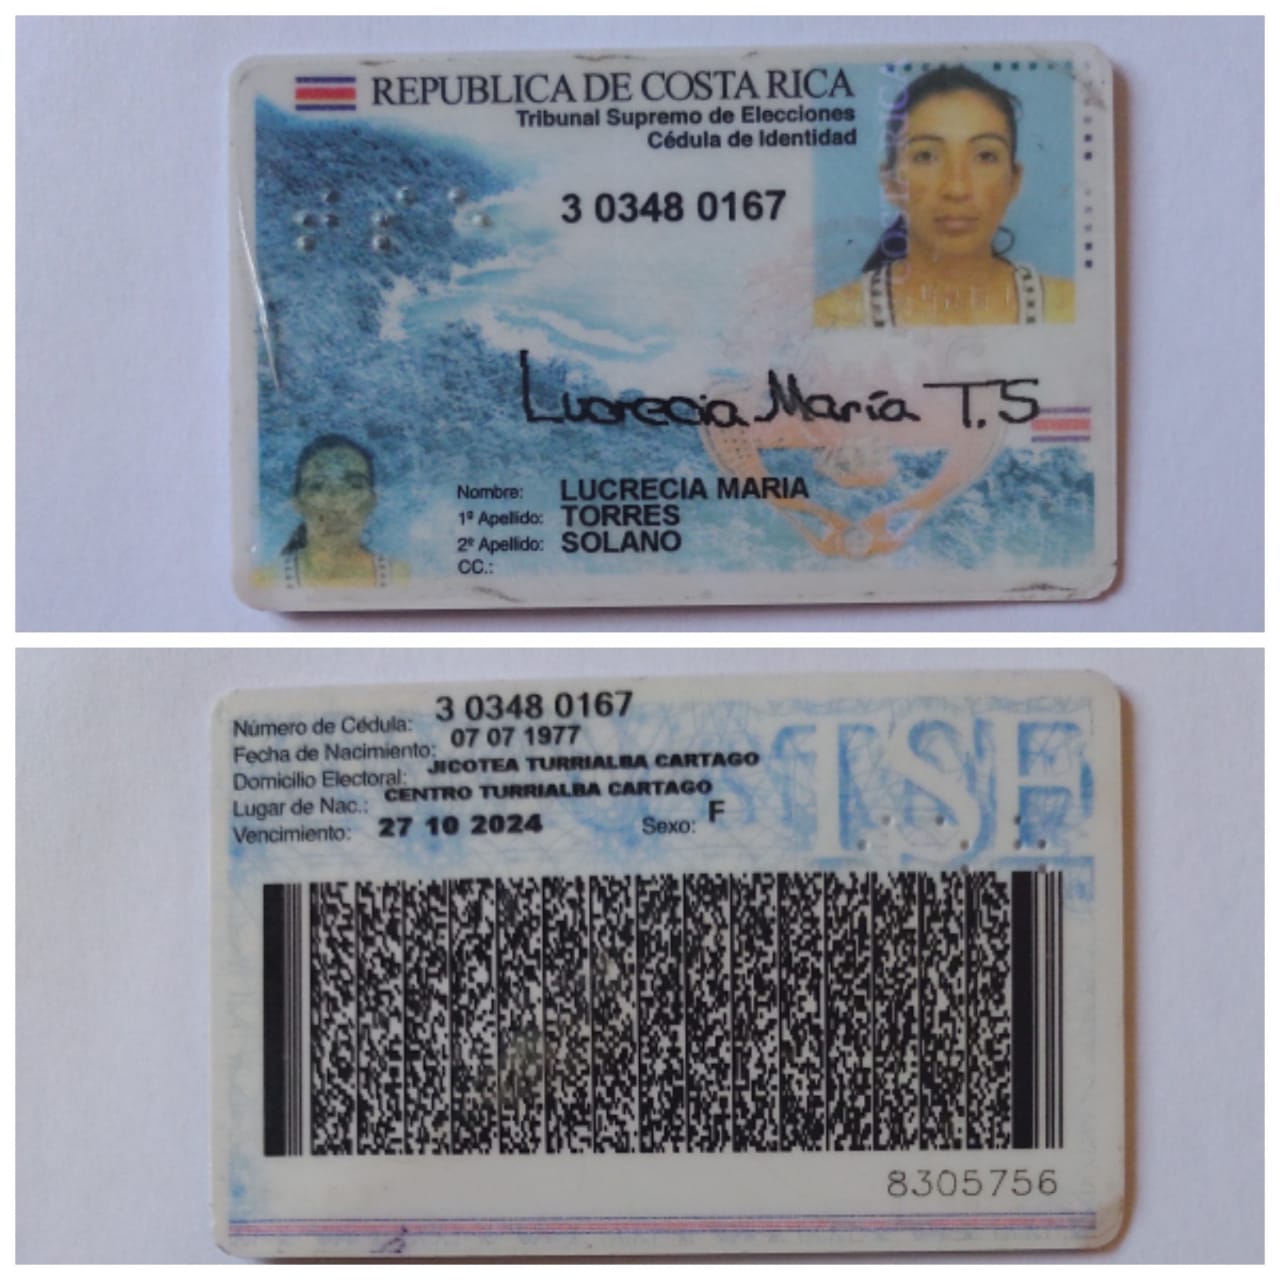 REPUBLICA DE COSTA RICA
Tribunal Supremo de Elecciones
Cédula de Identidad
3 0348 0167
Lucrecia María T.S
Nombre: LUCRECIA MARIA
1º Apellido: TORRES
2º Apellido: SOLANO
CC.:
TSE
Número de Cédula: 3 0348 0167
Fecha de Nacimiento: 07 07 1977
Domicilio Electoral: JICOTEA TURRIALBA CARTAGO
Lugar de Nac.: CENTRO TURRIALBA CARTAGO
Vencimiento: 27 10 2024 Sexo: F
8305756